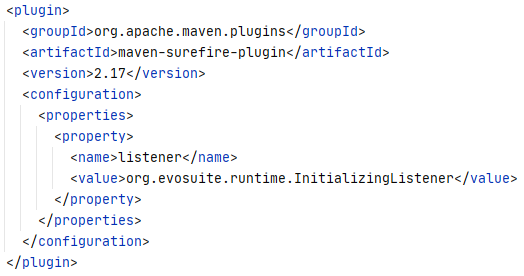 <plugin>
  <groupId>org.apache.maven.plugins</groupId>
  <artifactId>maven-surefire-plugin</artifactId>
  <version>2.17</version>
  <configuration>
    <properties>
      <property>
        <name>listener</name>
        <value>org.evosuite.runtime.InitializingListener</value>
      </property>
    </properties>
  </configuration>
</plugin>